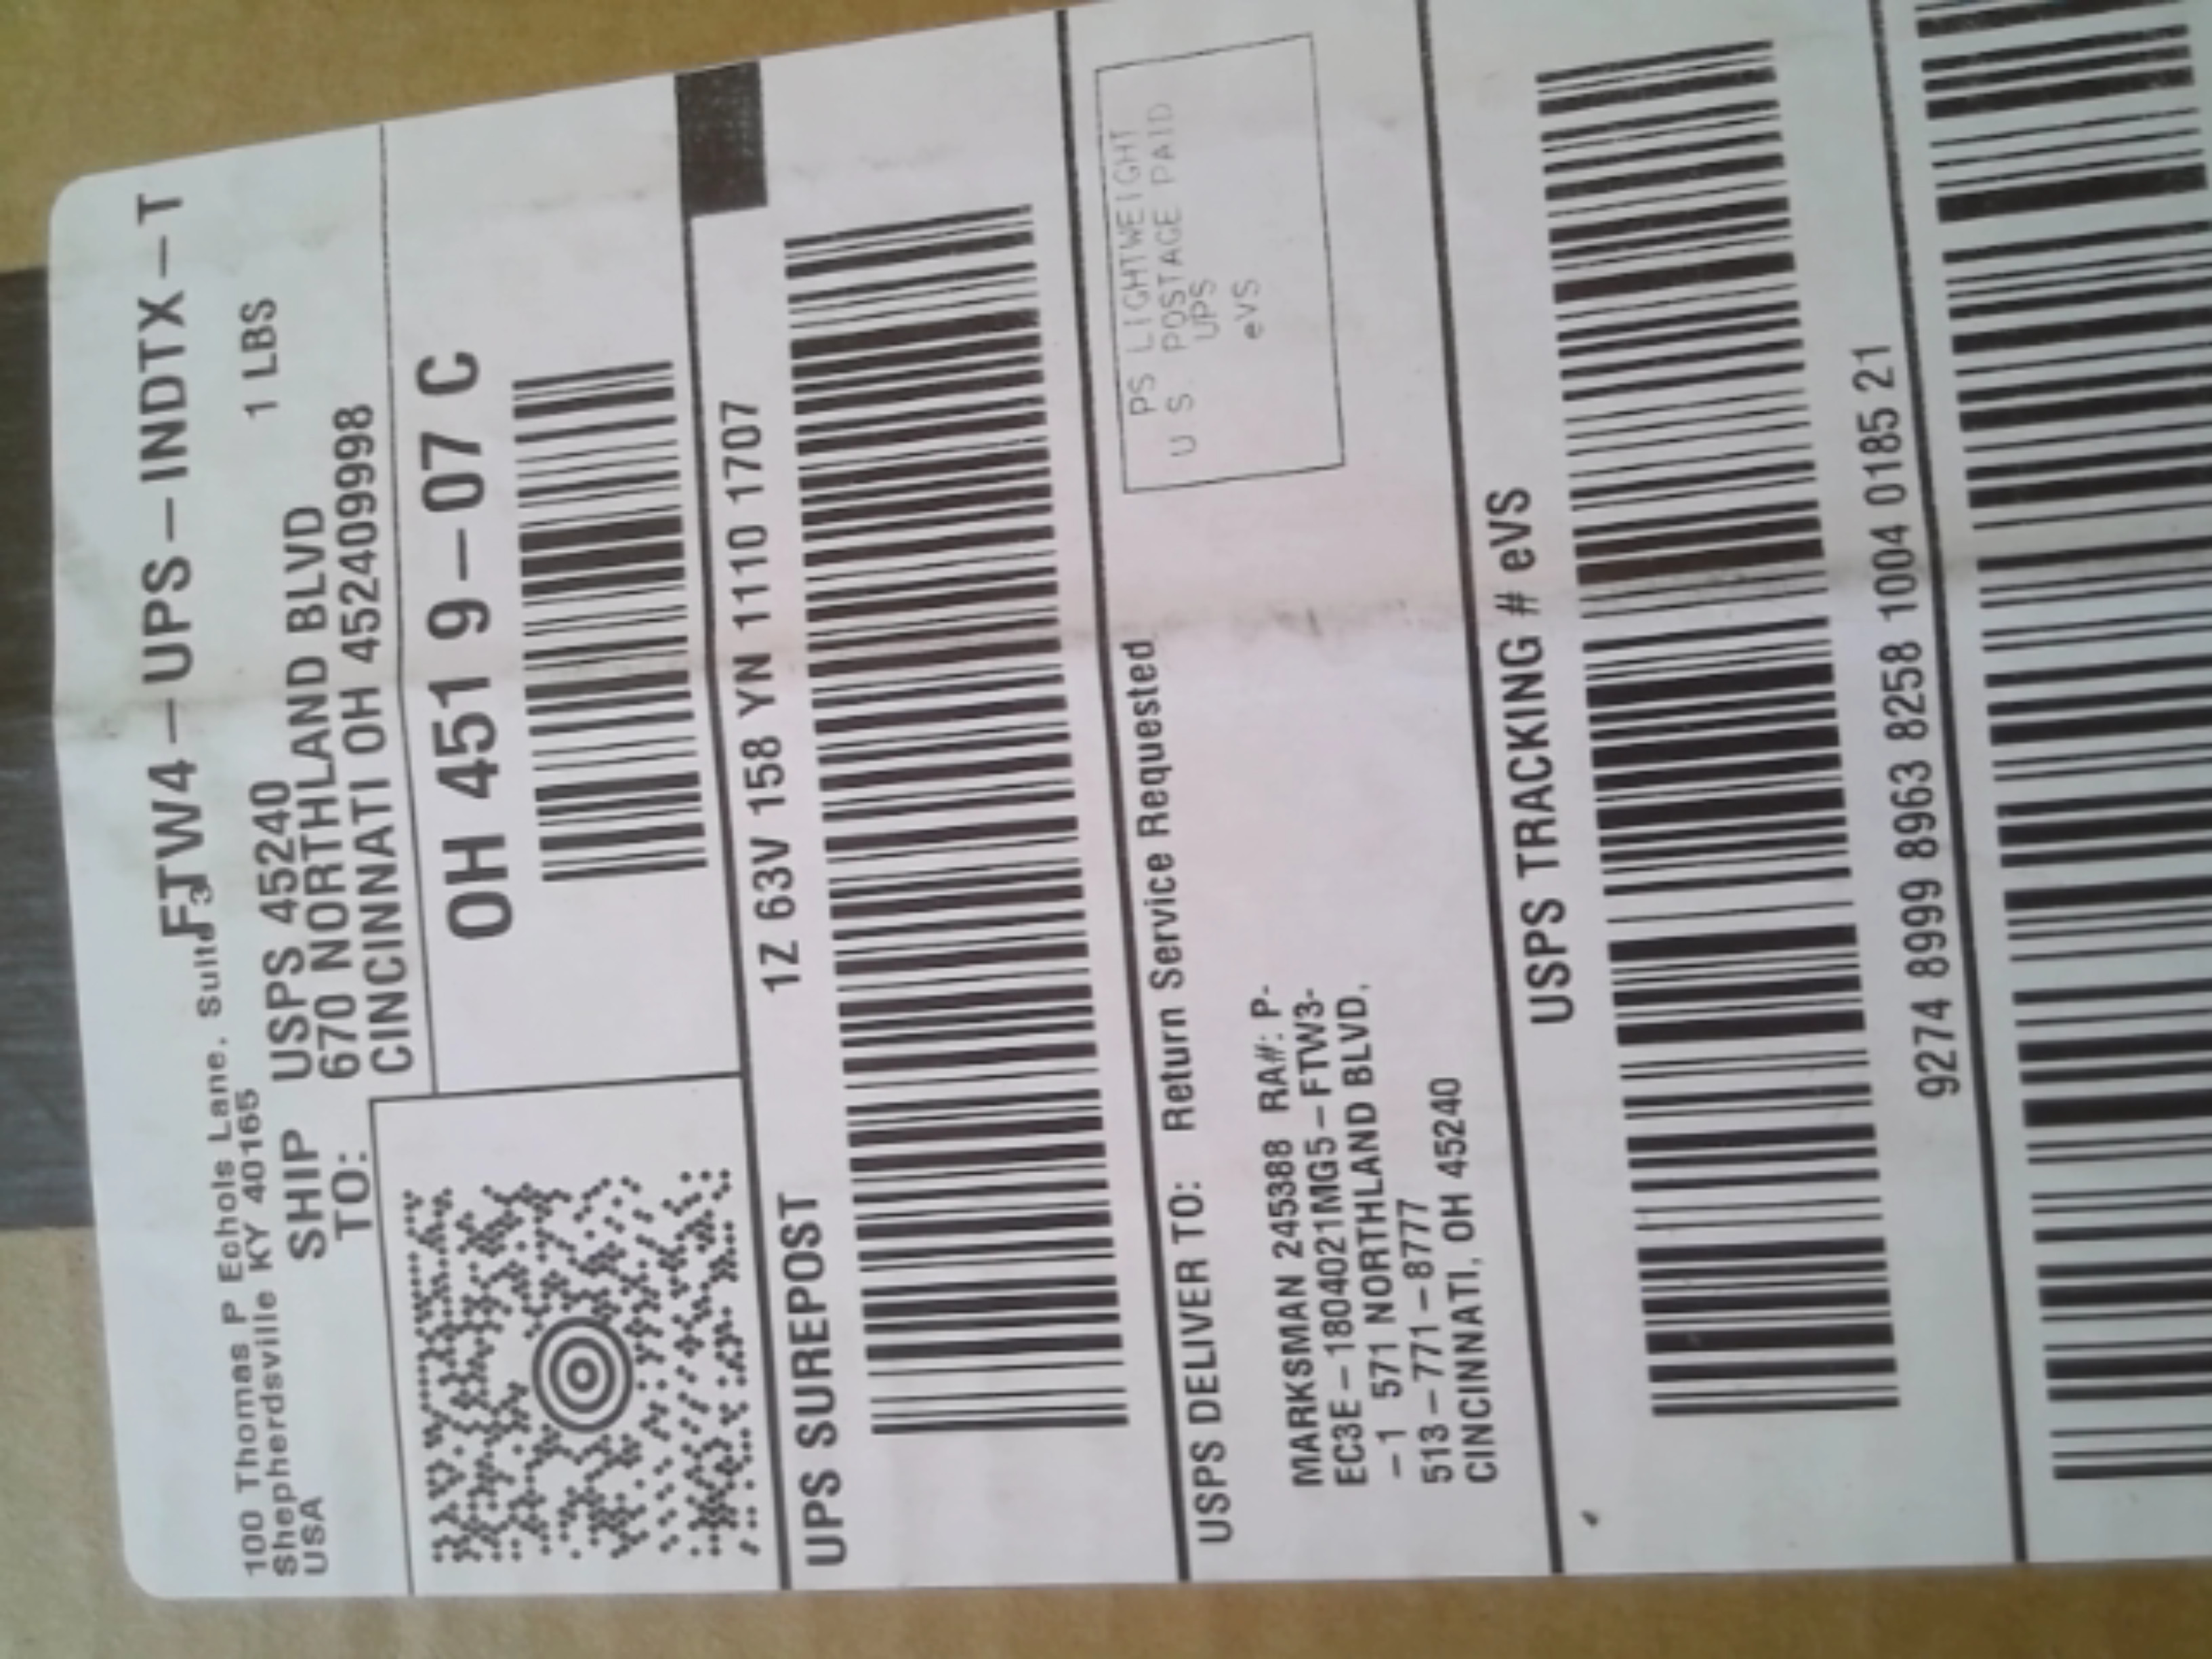 FTW4-UPS-INDTX-T
100 Thomas P Echols Lane, Suite 3
Shepherdsville KY 40165
USA
1 LBS
SHIP TO:
USPS 45240
670 NORTHLAND BLVD
CINCINNATI OH 452409998
OH 451 9-07 C
UPS SUREPOST
1Z 63V 158 YN 1110 1707
USPS DELIVER TO:
Return Service Requested
PS LIGHTWEIGHT
U.S. POSTAGE PAID
UPS
eVS
MARKSMAN 245388 RA#: P-
EC3E-1804021MG5-FTW3-
-1 571 NORTHLAND BLVD,
513-771-8777
CINCINNATI, OH 45240
USPS TRACKING # eVS
9274 8999 8963 8258 1004 0185 21